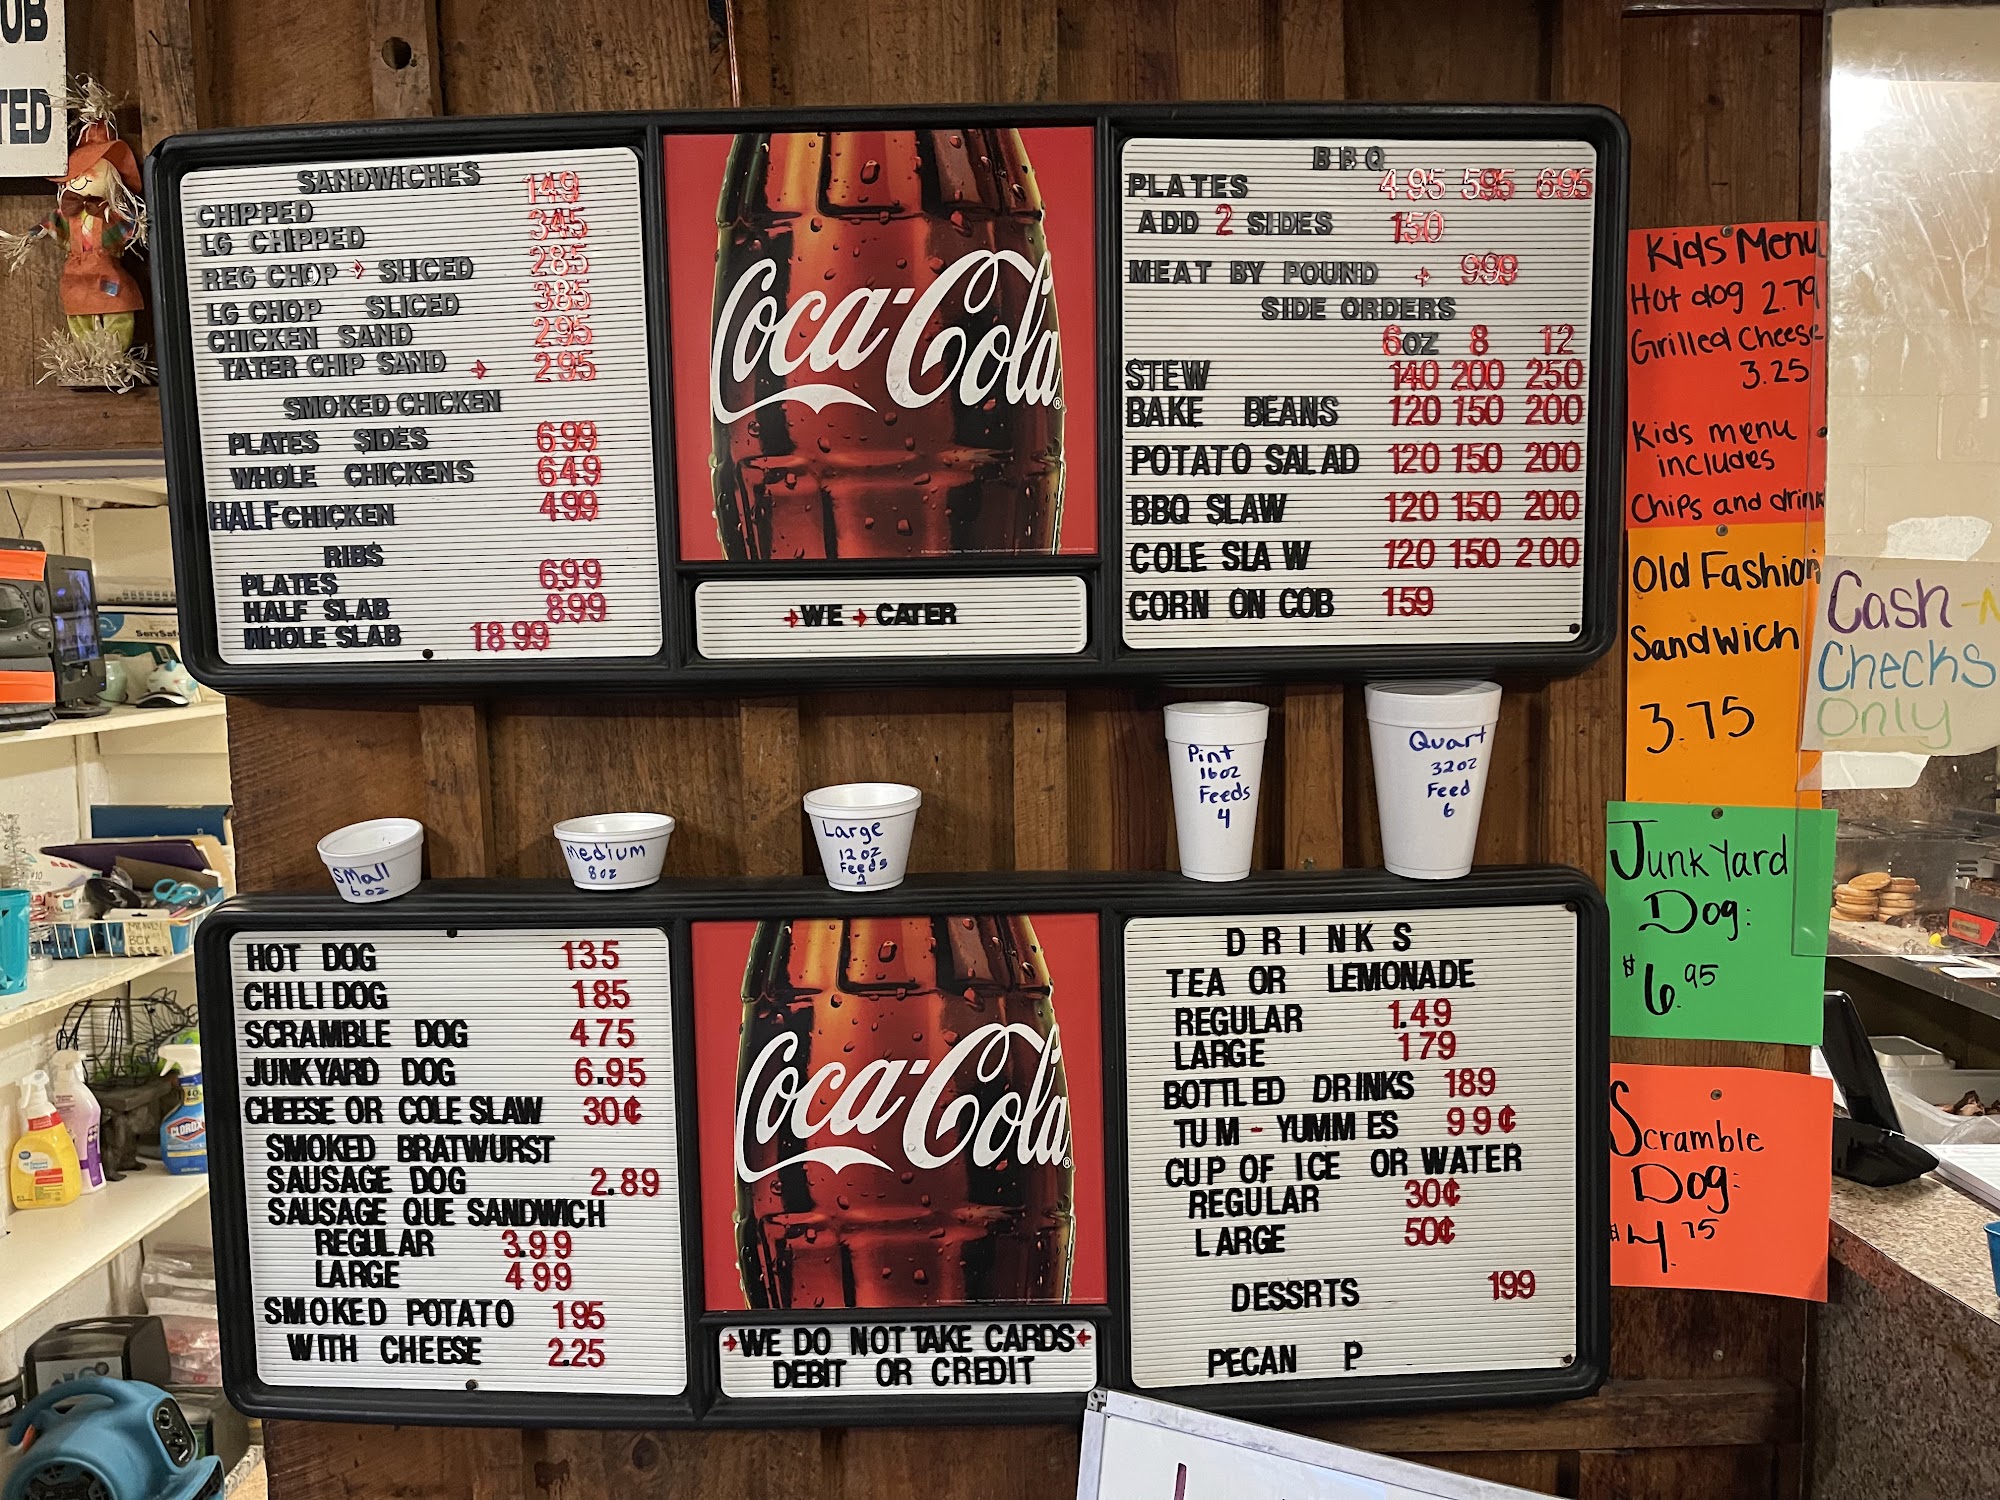 UB
TED
SANDWICHES 149
CHIPPED 345
LG CHIPPED
REG CHOP → SLICED 285
LG CHOP SLICED 385
CHICKEN SAND 295
TATER CHIP SAND → 295
SMOKED CHICKEN
PLATES SIDES 699
WHOLE CHICKENS 649
HALF CHICKEN 499
RIBS
PLATES 699
HALF SLAB 899
WHOLE SLAB 1899
Coca-Cola
→WE → CATER
BBQ
PLATES 495 595 695
ADD 2 SIDES 150
MEAT BY POUND → 999
SIDE ORDERS
6OZ 8 12
STEW 140 200 250
BAKE BEANS 120 150 200
POTATO SALAD 120 150 200
BBQ SLAW 120 150 200
COLE SLAW 120 150 200
CORN ON COB 159
Kids Menu
Hot dog 2.79
Grilled Cheese
3.25
Kids menu
includes
Chips and drink
Old Fashion
Sandwich
3.75
Cash -
Checks
Only
Small
6oz
Medium
8oz
Large
12oz
Feeds
2
Pint
16oz
Feeds
4
Quart
32oz
Feed
6
HOT DOG 135
CHILI DOG 185
SCRAMBLE DOG 475
JUNKYARD DOG 6.95
CHEESE OR COLE SLAW 30¢
SMOKED BRATWURST
SAUSAGE DOG 2.89
SAUSAGE QUE SANDWICH
REGULAR 3.99
LARGE 499
SMOKED POTATO 195
WITH CHEESE 2.25
Coca-Cola
→WE DO NOT TAKE CARDS←
DEBIT OR CREDIT
DRINKS
TEA OR LEMONADE
REGULAR 1.49
LARGE 179
BOTTLED DRINKS 189
TUM-YUMMIES 99¢
CUP OF ICE OR WATER
REGULAR 30¢
LARGE 50¢
DESSRTS 199
PECAN P
Junk Yard
Dog:
$6.95
Scramble
Dog:
$4.75
ServSafe
MONEY
BOX
CLOROX